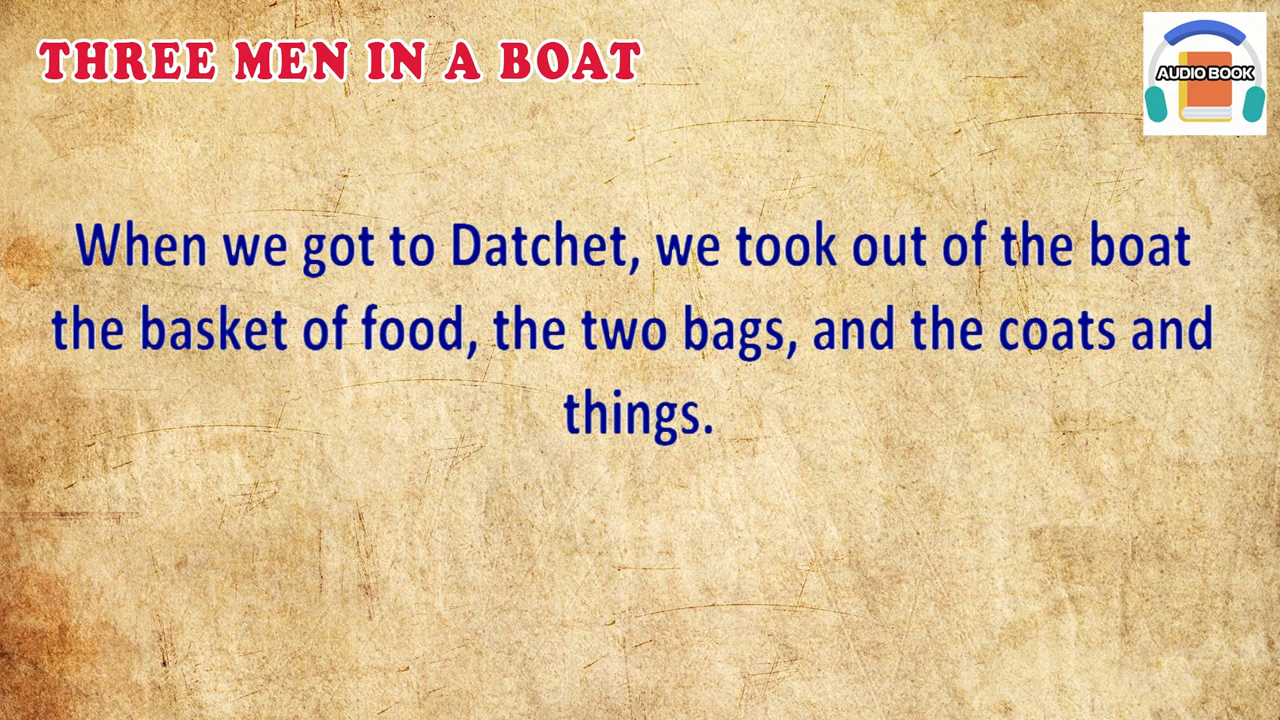 THREE MEN IN A BOAT
AUDIO BOOK
When we got to Datchet, we took out of the boat
the basket of food, the two bags, and the coats and
things.